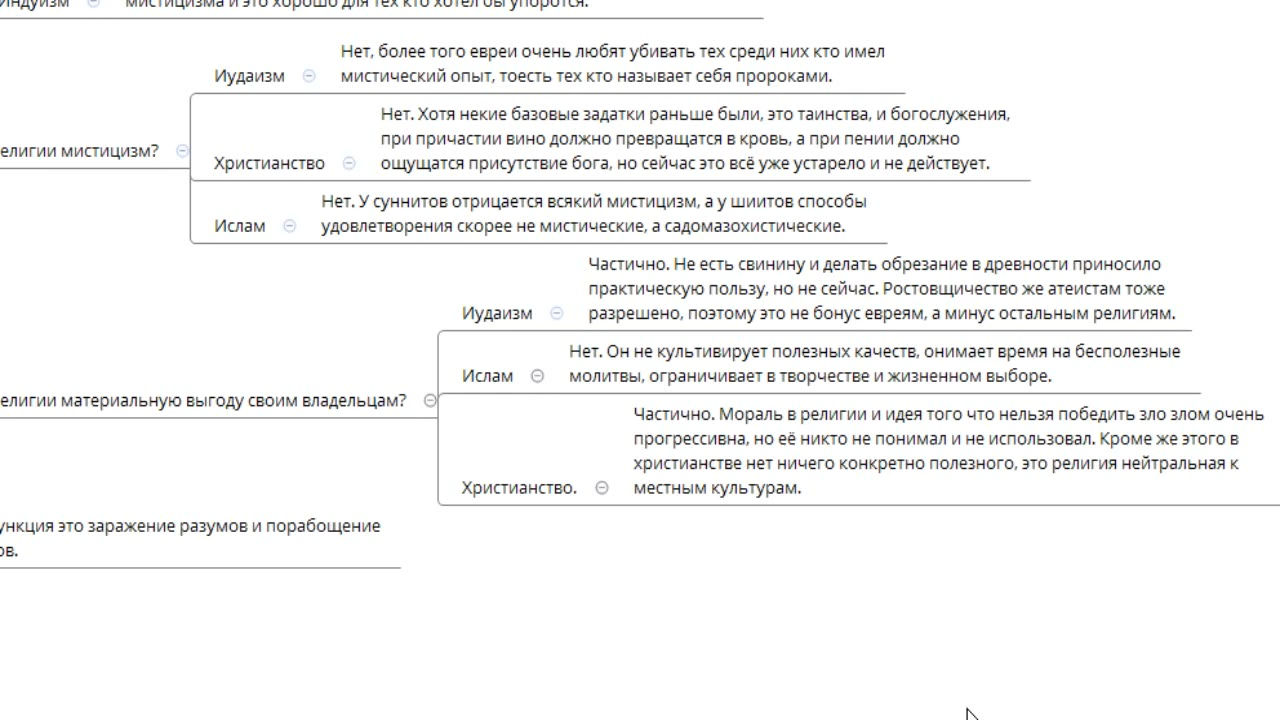 Индуизм
мистицизма и это хорошо для тех кто хотел бы упоротся.
Нет, более того евреи очень любят убивать тех среди них кто имел
Иудаизм
мистический опыт, тоесть тех кто называет себя пророками.
Нет. Хотя некие базовые задатки раньше были, это таинства, и богослужения,
при причастии вино должно превращатся в кровь, а при пении должно
елигии мистицизм?
Христианство
ощущатся присутствие бога, но сейчас это всё уже устарело и не действует.
Нет. У суннитов отрицается всякий мистицизм, а у шиитов способы
Ислам
удовлетворения скорее не мистические, а садомазохистические.
Частично. Не есть свинину и делать обрезание в древности приносило
практическую пользу, но не сейчас. Ростовщичество же атеистам тоже
Иудаизм
разрешено, поэтому это не бонус евреям, а минус остальным религиям.
Нет. Он не культивирует полезных качеств, онимает время на бесполезные
Ислам
молитвы, ограничивает в творчестве и жизненном выборе.
елигии материальную выгоду своим владельцам?
Частично. Мораль в религии и идея того что нельзя победить зло злом очень
прогрессивна, но её никто не понимал и не использовал. Кроме же этого в
христианстве нет ничего конкретно полезного, это религия нейтральная к
Христианство.
местным культурам.
ункция это заражение разумов и порабощение
ов.